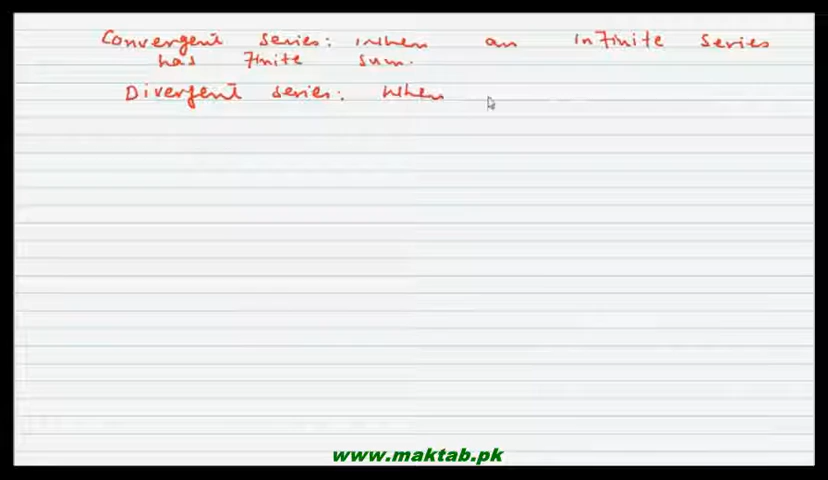 Convergent series: When an infinite series
has finite sum.
Divergent series: When
www.maktab.pk